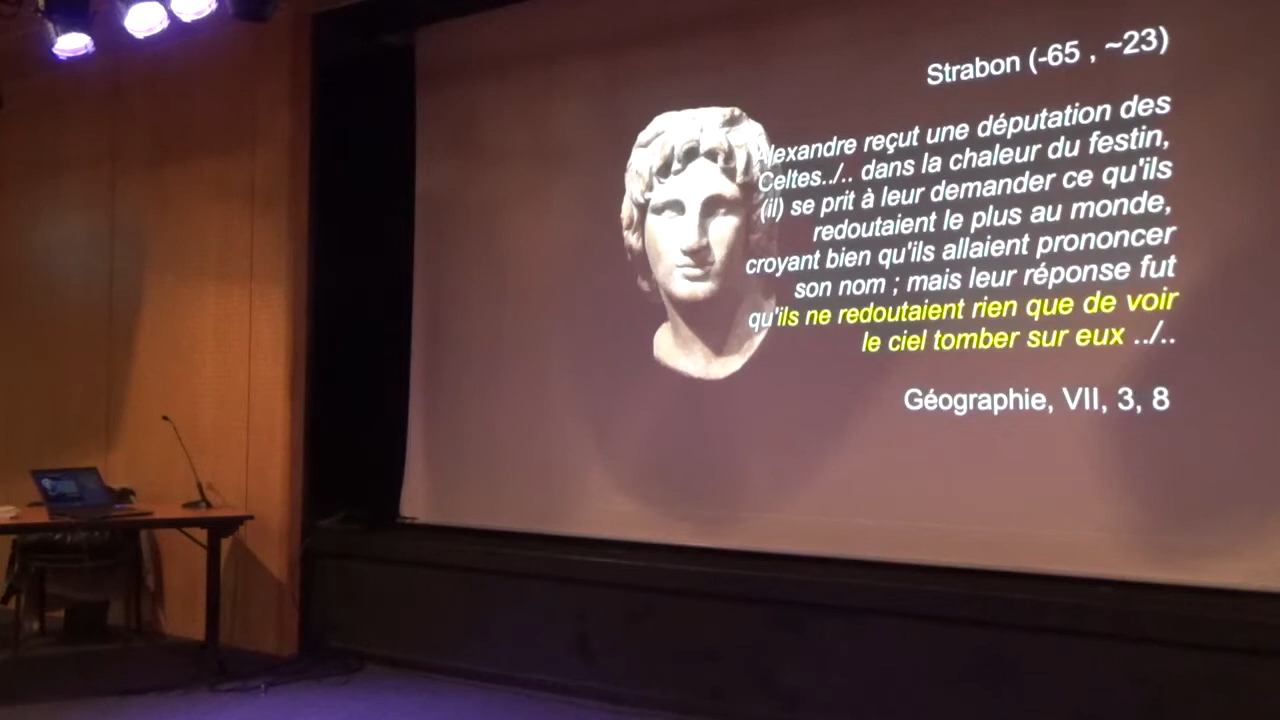 Strabon (-65 , ~23)
Alexandre reçut une députation des
Celtes../.. dans la chaleur du festin,
(il) se prit à leur demander ce qu'ils
redoutaient le plus au monde,
croyant bien qu'ils allaient prononcer
son nom ; mais leur réponse fut
qu'ils ne redoutaient rien que de voir
le ciel tomber sur eux ../..
Géographie, VII, 3, 8